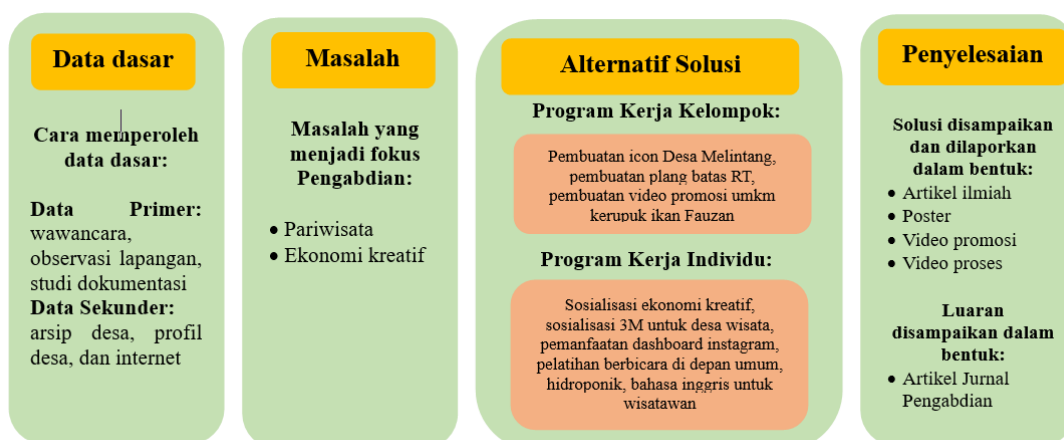 Data dasar
Cara memperoleh
data dasar:
Data Primer:
wawancara,
observasi lapangan,
studi dokumentasi
Data Sekunder:
arsip desa, profil
desa, dan internet
Masalah
Masalah yang
menjadi fokus
Pengabdian:
• Pariwisata
• Ekonomi kreatif
Alternatif Solusi
Program Kerja Kelompok:
Pembuatan icon Desa Melintang,
pembuatan plang batas RT,
pembuatan video promosi umkm
kerupuk ikan Fauzan
Program Kerja Individu:
Sosialisasi ekonomi kreatif,
sosialisasi 3M untuk desa wisata,
pemanfaatan dashboard instagram,
pelatihan berbicara di depan umum,
hidroponik, bahasa inggris untuk
wisatawan
Penyelesaian
Solusi disampaikan
dan dilaporkan
dalam bentuk:
• Artikel ilmiah
• Poster
• Video promosi
• Video proses
Luaran
disampaikan dalam
bentuk:
• Artikel Jurnal
Pengabdian